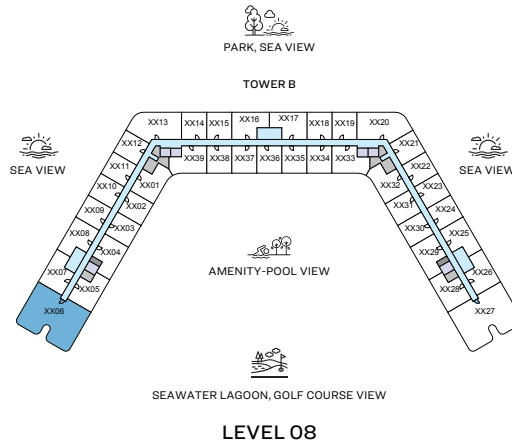 PARK, SEA VIEW
TOWER B
XX13
XX14
XX15
XX16
XX17
XX18
XX19
XX20
XX12
XX39
XX38
XX37
XX36
XX35
XX34
XX33
XX21
SEA VIEW
XX11
XX01
XX32
XX22
SEA VIEW
XX10
XX02
XX31
XX23
XX09
XX03
XX30
XX24
XX08
XX04
XX29
XX25
XX07
XX05
XX28
XX26
AMENITY-POOL VIEW
XX06
XX27
SEAWATER LAGOON, GOLF COURSE VIEW
LEVEL 08